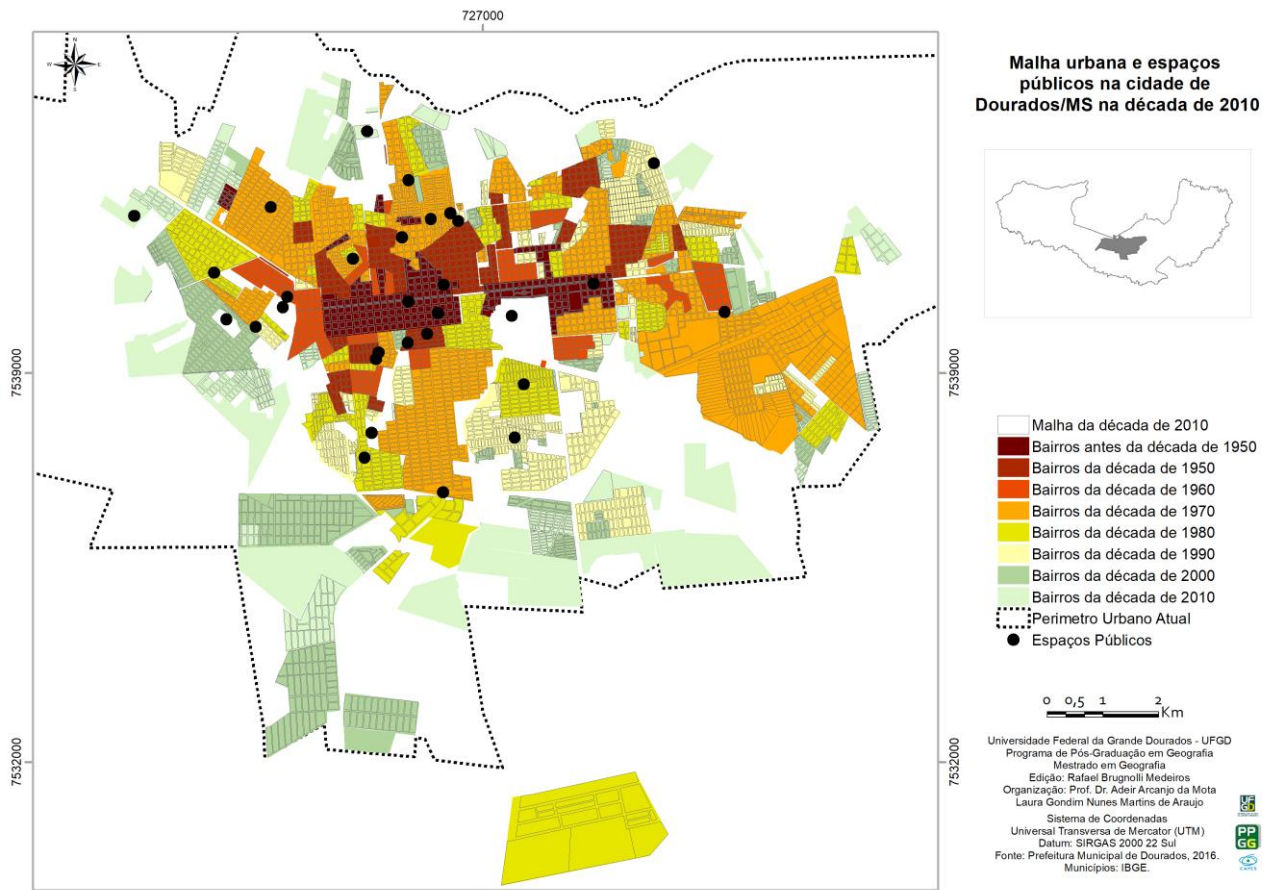 727000
Malha urbana e espaços
públicos na cidade de
Dourados/MS na década de 2010
N
W
E
S
7539000
7539000
Malha da década de 2010
Bairros antes da década de 1950
Bairros da década de 1950
Bairros da década de 1960
Bairros da década de 1970
Bairros da década de 1980
Bairros da década de 1990
Bairros da década de 2000
Bairros da década de 2010
Perimetro Urbano Atual
Espaços Públicos
0 0,5 1 2
Km
7532000
7532000
Universidade Federal da Grande Dourados - UFGD
Programa de Pós-Graduação em Geografia
Mestrado em Geografia
Edição: Rafael Brugnolli Medeiros
Organização: Prof. Dr. Adeir Arcanjo da Mota
Laura Gondim Nunes Martins de Araujo
Sistema de Coordenadas
Universal Transversa de Mercator (UTM)
Datum: SIRGAS 2000 22 Sul
Fonte: Prefeitura Municipal de Dourados, 2016.
Municípios: IBGE.
UF
GD
PP
GG
CAPES